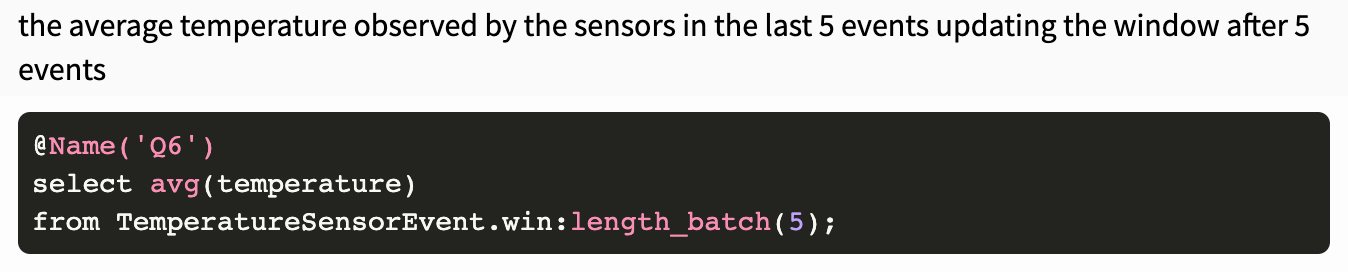 the average temperature observed by the sensors in the last 5 events updating the window after 5
events
@Name('Q6')
select avg(temperature)
from TemperatureSensorEvent.win:length_batch(5);